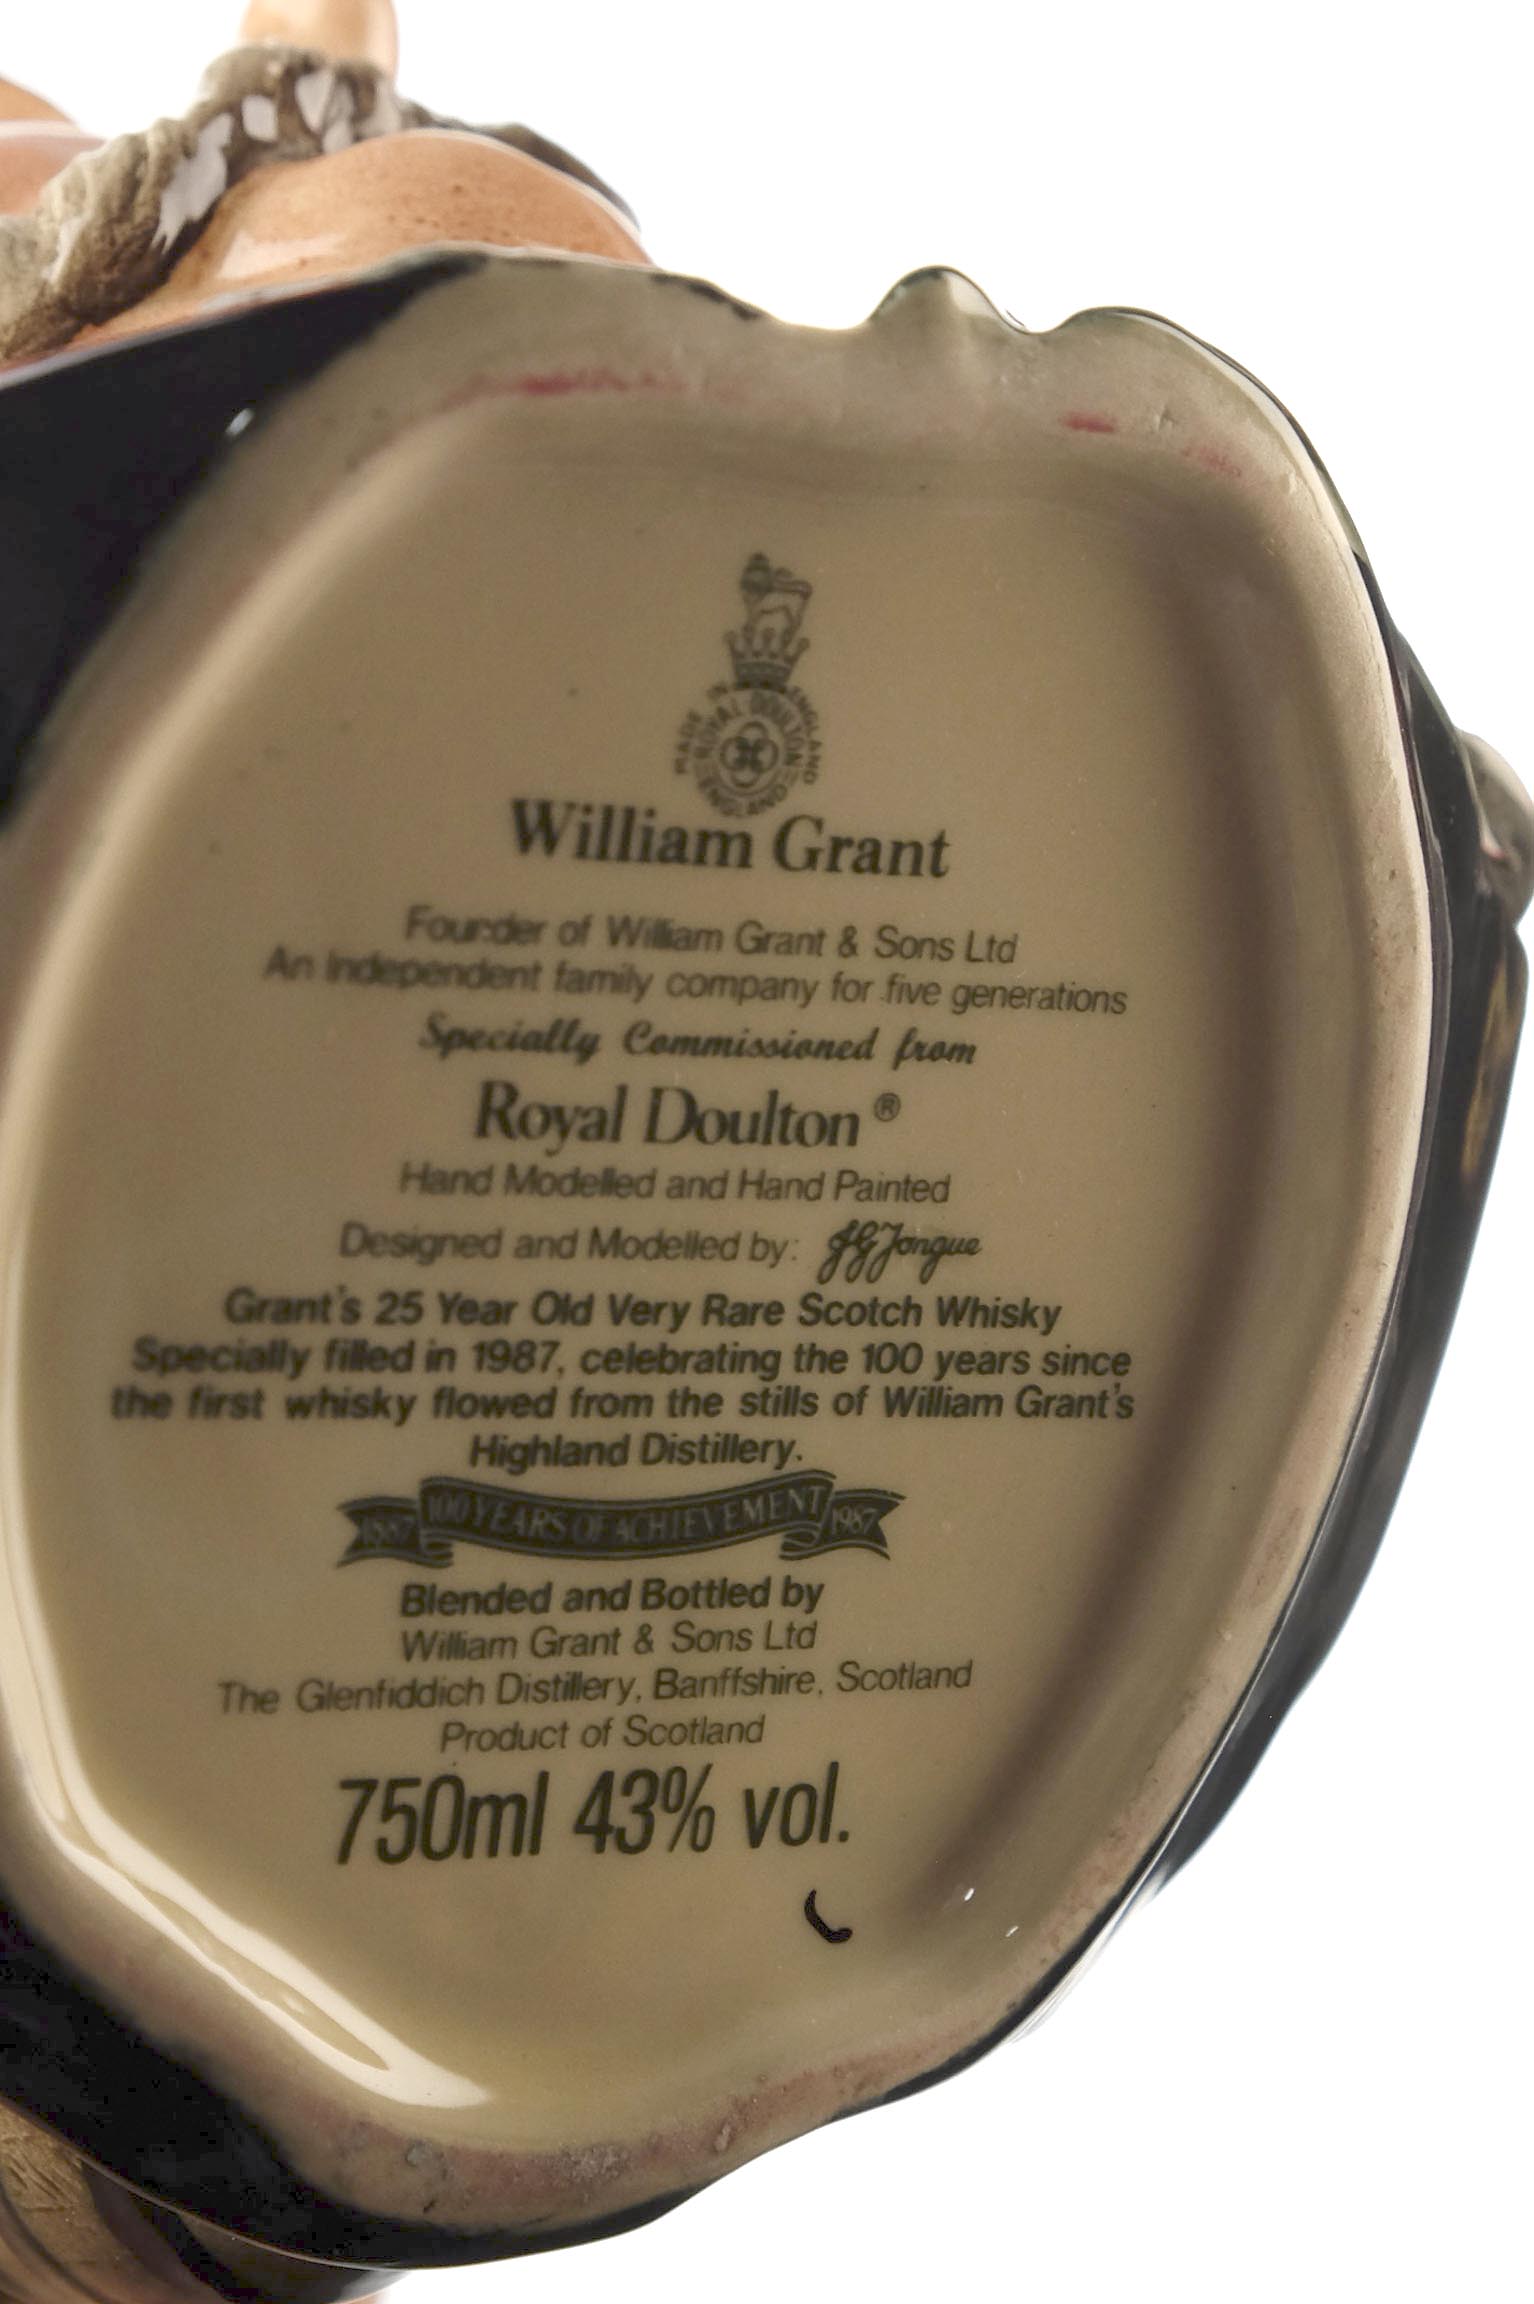 MADE IN ENGLAND
ROYAL DOULTON
ENGLAND
William Grant
Founder of William Grant & Sons Ltd
An Independent family company for five generations
Specially Commissioned from
Royal Doulton ®
Hand Modelled and Hand Painted
Designed and Modelled by: JG Tongue
Grant's 25 Year Old Very Rare Scotch Whisky
Specially filled in 1987, celebrating the 100 years since
the first whisky flowed from the stills of William Grant's
Highland Distillery.
1887 100 YEARS OF ACHIEVEMENT 1987
Blended and Bottled by
William Grant & Sons Ltd
The Glenfiddich Distillery, Banffshire, Scotland
Product of Scotland
750ml 43% vol.